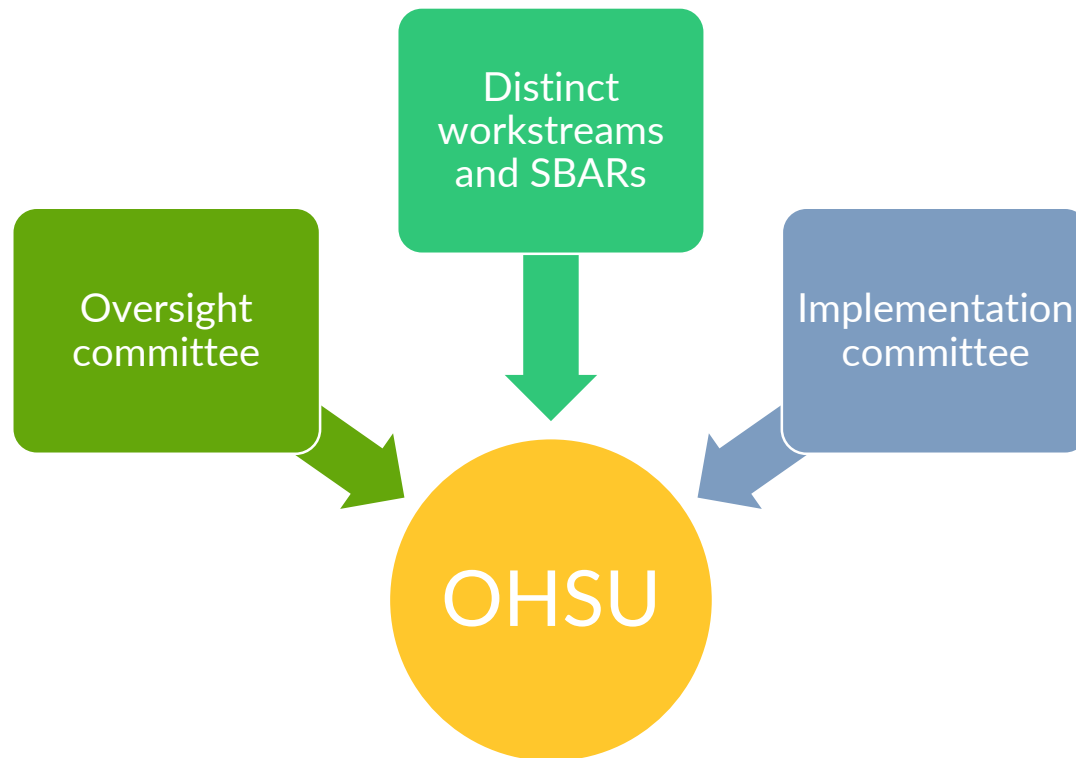 Distinct
workstreams
and SBARs
Oversight
committee
Implementation
committee
OHSU